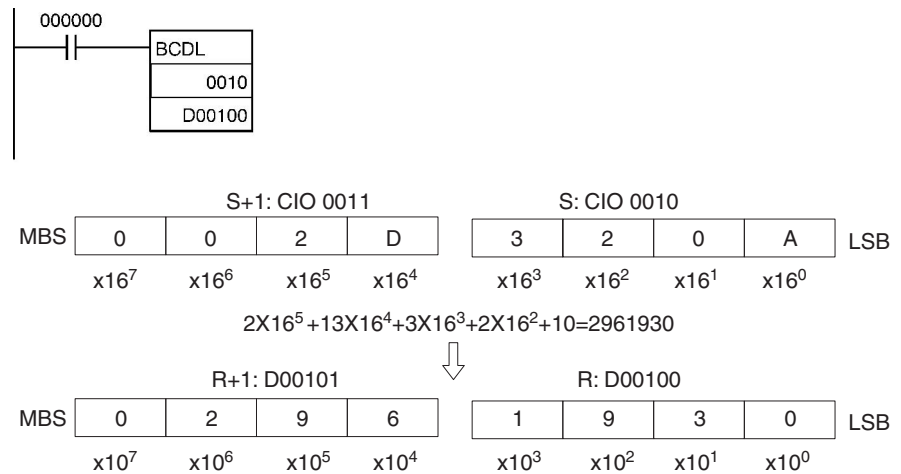 000000
BCDL
0010
D00100
S+1: CIO 0011 S: CIO 0010
MBS 0 0 2 D 3 2 0 A LSB
x16⁷ x16⁶ x16⁵ x16⁴ x16³ x16² x16¹ x16⁰
2X16⁵+13X16⁴+3X16³+2X16²+10=2961930
R+1: D00101 R: D00100
MBS 0 2 9 6 1 9 3 0 LSB
x10⁷ x10⁶ x10⁵ x10⁴ x10³ x10² x10¹ x10⁰